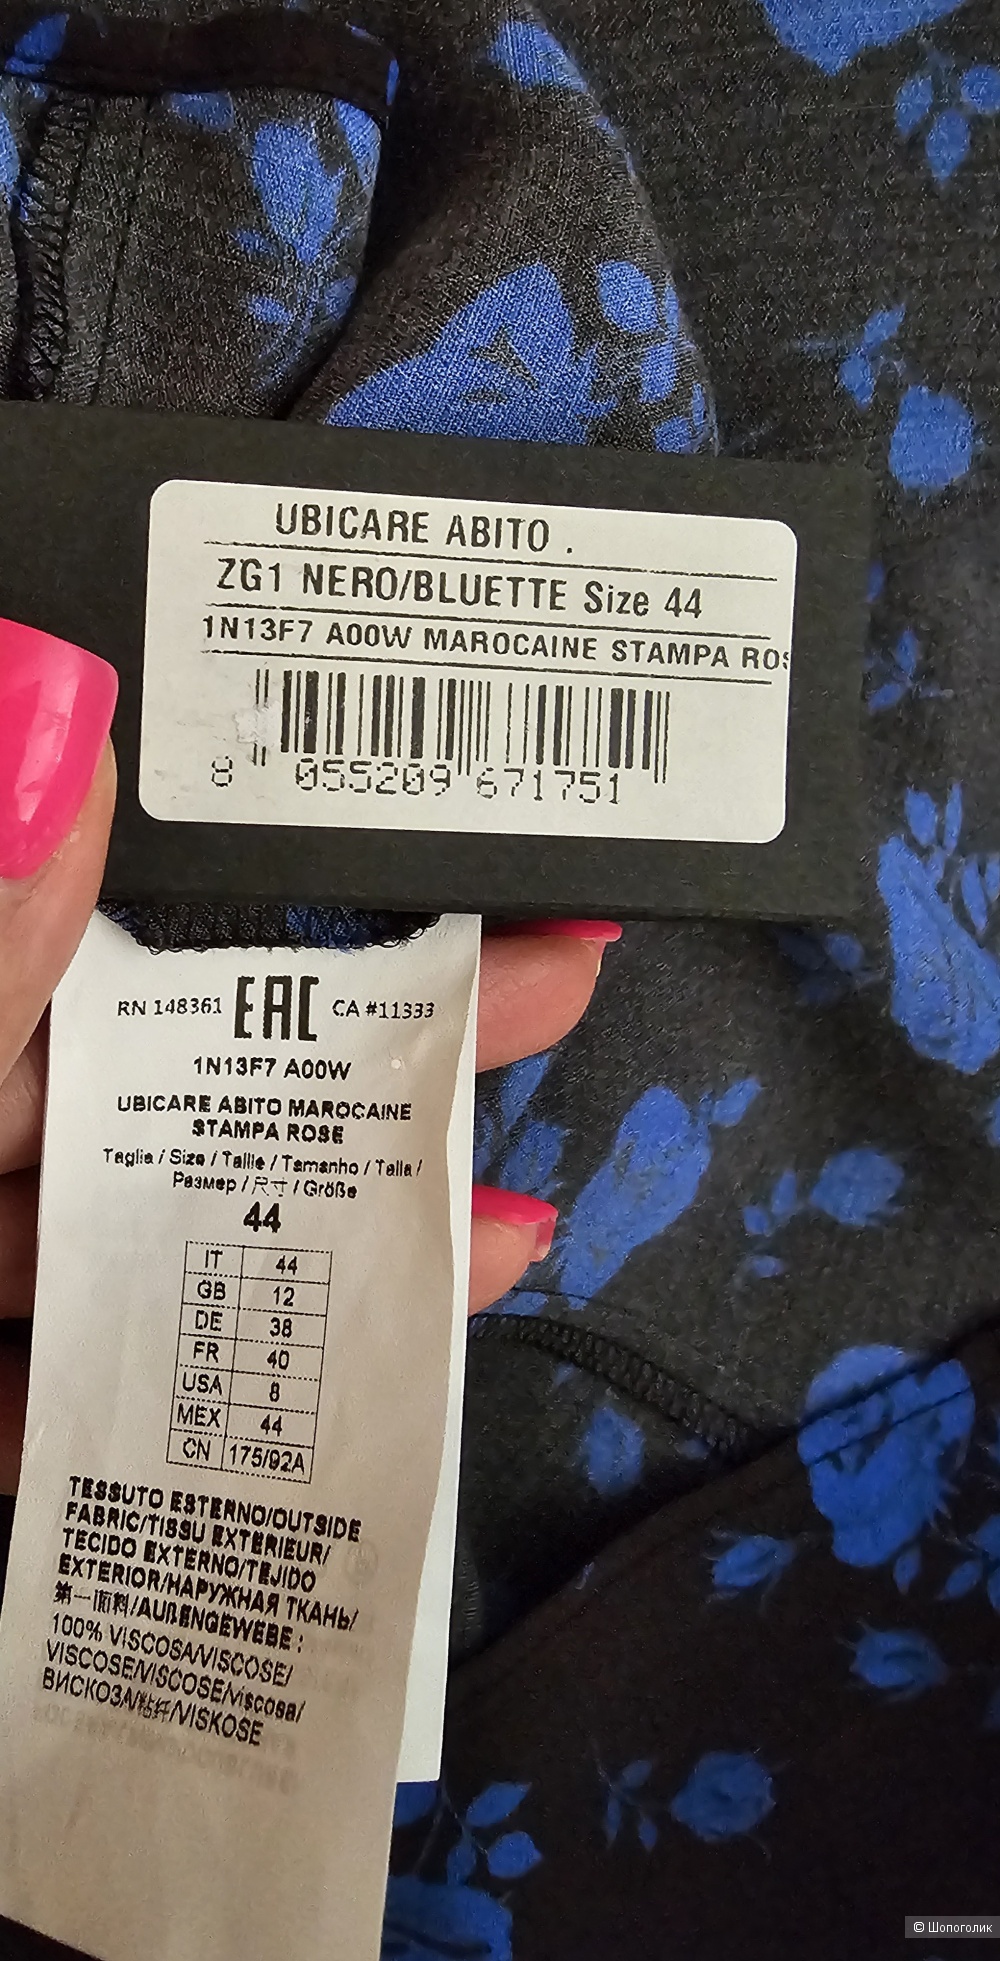 UBICARE ABITO .
ZG1 NERO/BLUETTE Size 44
1N13F7 A00W MAROCAINE STAMPA ROS
8 055209 671751
RN 148361 EAC CA #11333
1N13F7 A00W
UBICARE ABITO MAROCAINE
STAMPA ROSE
Taglia / Size / Taille / Tamanho / Talla /
Размер / 尺寸 / Größe
44
IT 44
GB 12
DE 38
FR 40
USA 8
MEX 44
CN 175/92A
TESSUTO ESTERNO/OUTSIDE
FABRIC/TISSU EXTERIEUR/
TECIDO EXTERNO/TEJIDO
EXTERIOR/НАРУЖНАЯ ТКАНЬ/
第一面料/AUßENGEWEBE :
100% VISCOSA/VISCOSE/
VISCOSE/VISCOSE/viscosa/
ВИСКОЗА/粘纤/VISKOSE
© Шопоголик